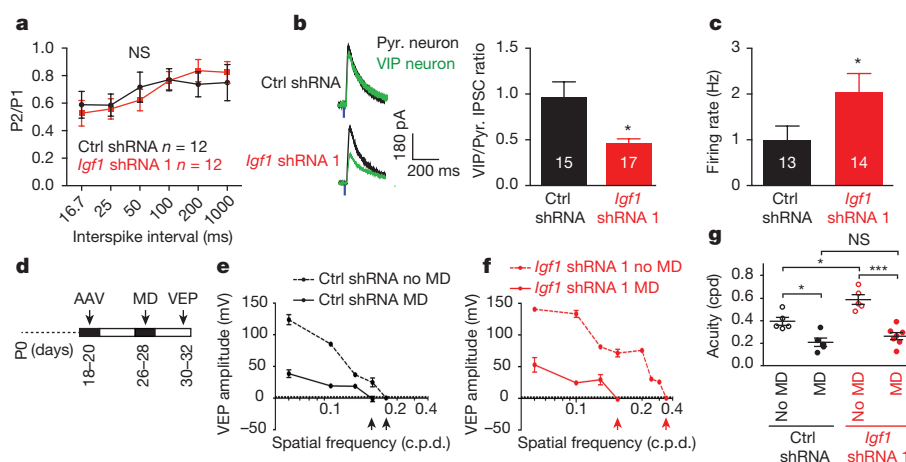 a
NS
P2/P1
1.0
0.8
0.6
0.4
0.2
0.0
Ctrl shRNA n = 12
Igf1 shRNA 1 n = 12
16.7
25
50
100
200
1000
Interspike interval (ms)
b
Pyr. neuron
VIP neuron
Ctrl shRNA
Igf1 shRNA 1
180 pA
200 ms
VIP/Pyr. IPSC ratio
1.5
1.0
0.5
0.0
*
15
17
Ctrl
shRNA
Igf1
shRNA 1
c
Firing rate (Hz)
3
2
1
0
*
13
14
Ctrl
shRNA
Igf1
shRNA 1
d
AAV
MD
VEP
P0 (days)
18–20
26–28
30–32
e
Ctrl shRNA no MD
Ctrl shRNA MD
VEP amplitude (mV)
150
100
50
0
–50
0.1
0.2
0.4
Spatial frequency (c.p.d.)
f
Igf1 shRNA 1 no MD
Igf1 shRNA 1 MD
VEP amplitude (mV)
150
100
50
0
–50
0.1
0.2
0.4
Spatial frequency (c.p.d.)
g
NS
*
*
***
Acuity (cpd)
0.8
0.6
0.4
0.2
No MD
MD
No MD
MD
Ctrl
shRNA
Igf1
shRNA 1